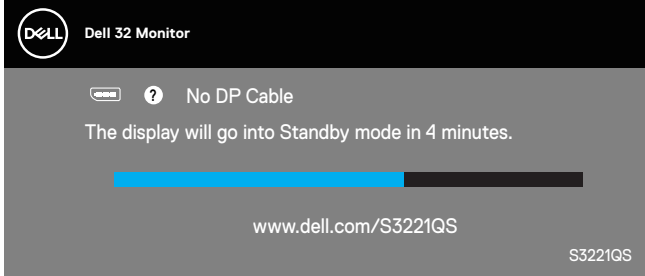 DELL
Dell 32 Monitor
? No DP Cable
The display will go into Standby mode in 4 minutes.
www.dell.com/S3221QS
S3221QS